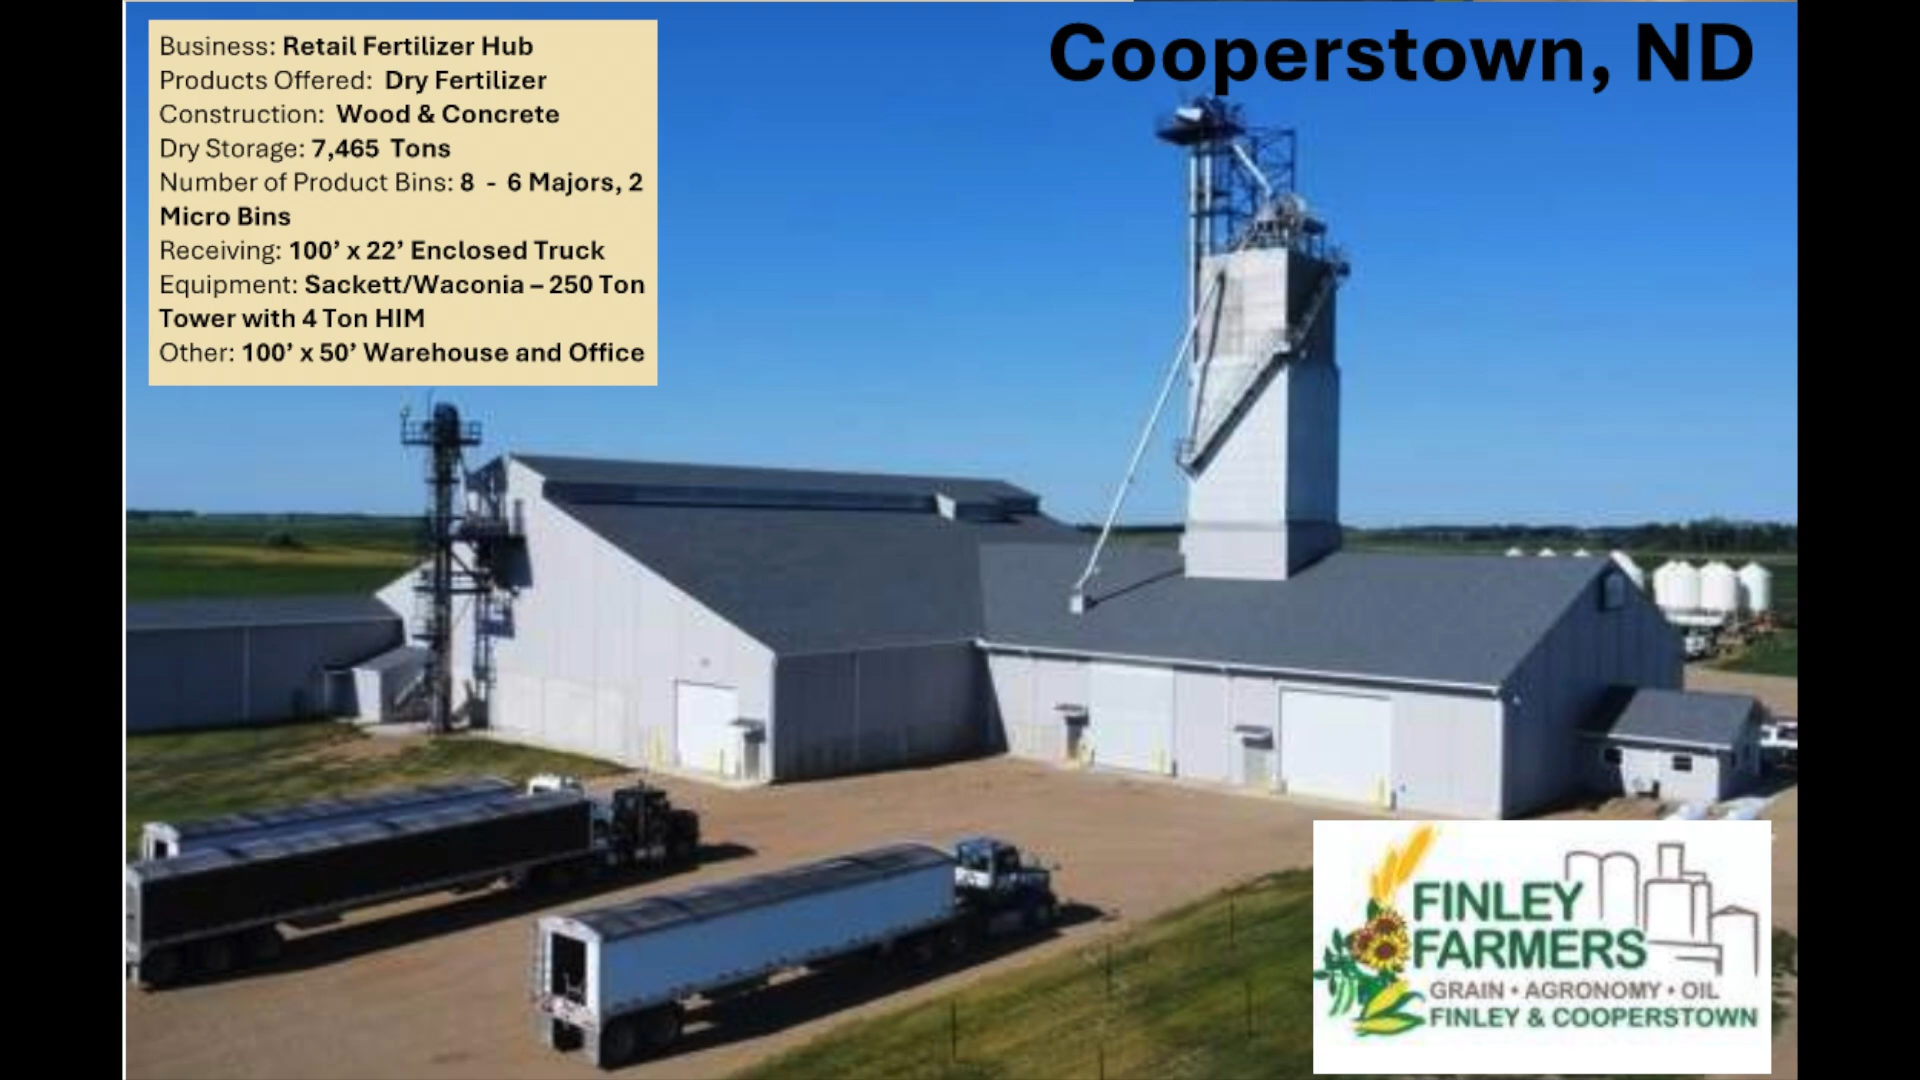 Business: Retail Fertilizer Hub
Products Offered:  Dry Fertilizer
Construction:  Wood & Concrete
Dry Storage: 7,465  Tons
Number of Product Bins: 8  -  6 Majors, 2
Micro Bins
Receiving: 100’ x 22’ Enclosed Truck
Equipment: Sackett/Waconia – 250 Ton
Tower with 4 Ton HIM
Other: 100’ x 50’ Warehouse and Office
Cooperstown, ND
FINLEY
FARMERS
GRAIN • AGRONOMY • OIL
FINLEY & COOPERSTOWN